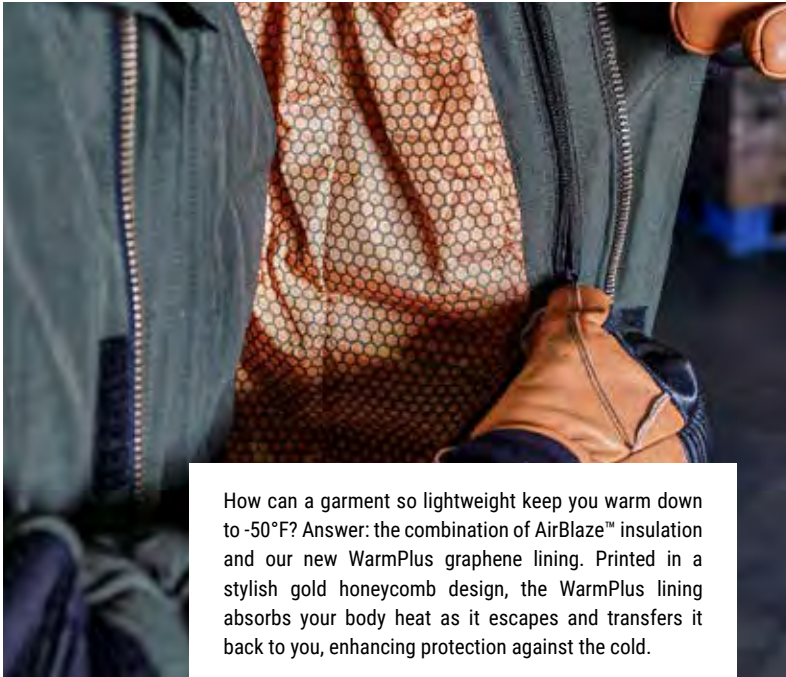 How can a garment so lightweight keep you warm down
to -50°F? Answer: the combination of AirBlaze™ insulation
and our new WarmPlus graphene lining. Printed in a
stylish gold honeycomb design, the WarmPlus lining
absorbs your body heat as it escapes and transfers it
back to you, enhancing protection against the cold.